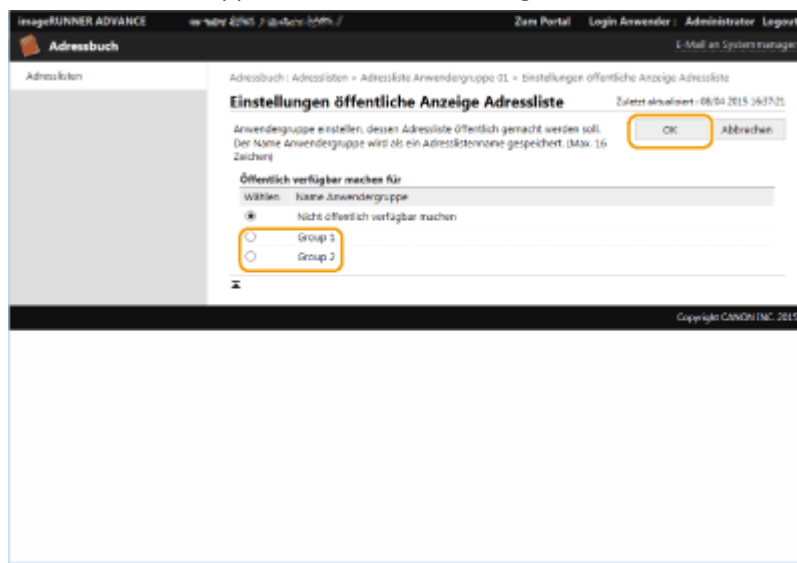 imageRUNNER ADVANCE
Zum Portal Login Anwender : Administrator Logout
Adressbuch
E-Mail an Systemmanager
Adresslisten
Adressbuch : Adresslisten > Adressliste Anwendergruppe 01 > Einstellungen öffentliche Anzeige Adressliste
Einstellungen öffentliche Anzeige Adressliste
Zuletzt aktualisiert : 08/04 2015 16:37:21
Anwendergruppe einstellen, dessen Adressliste öffentlich gemacht werden soll.
Der Name Anwendergruppe wird als ein Adresslistenname gespeichert. (Max. 16
Zeichen)
OK Abbrechen
Öffentlich verfügbar machen für
Wählen Name Anwendergruppe
Nicht öffentlich verfügbar machen
Group 1
Group 2
Copyright CANON INC. 2015